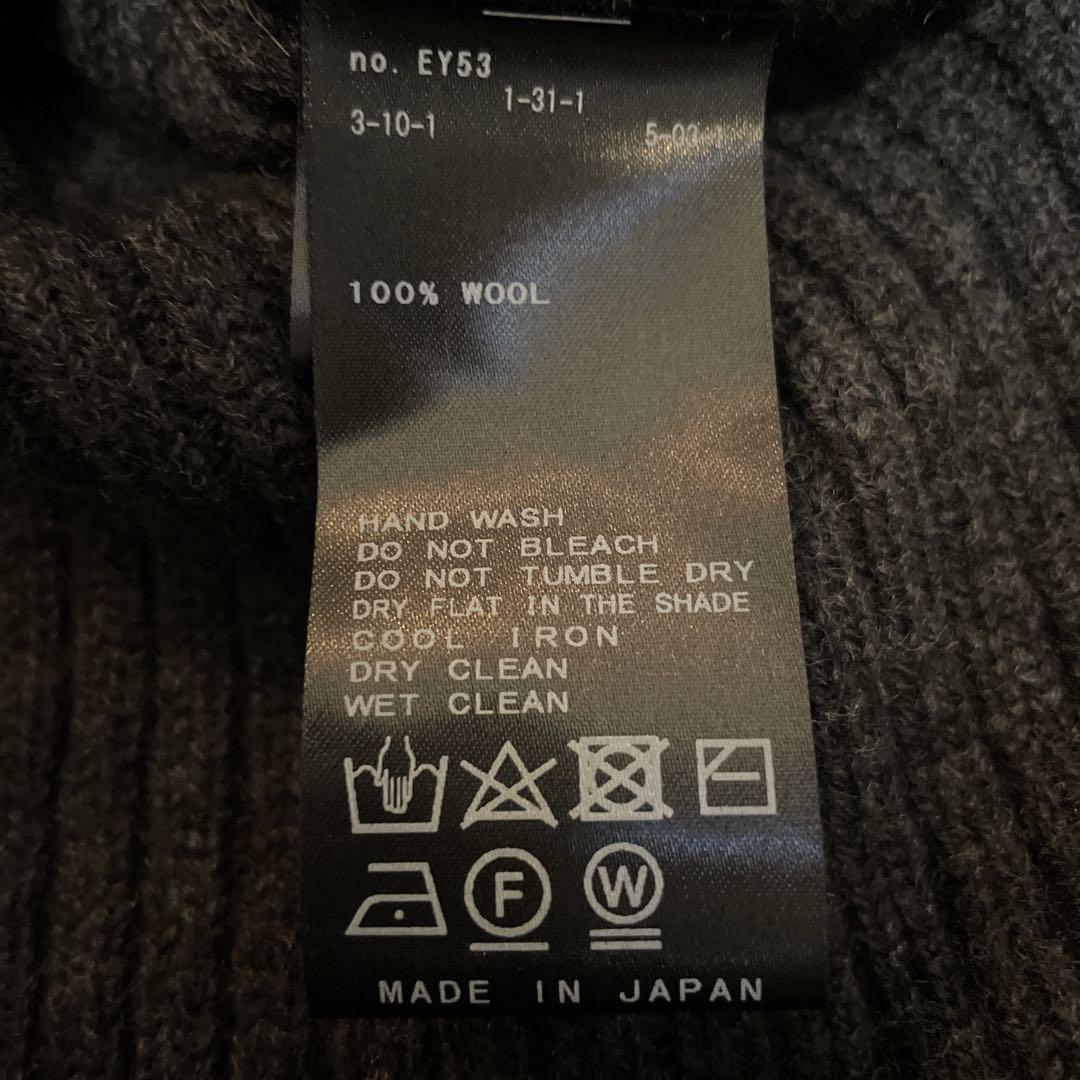 no. EY53
1-31-1
3-10-1
100% WOOL
HAND WASH
DO NOT BLEACH
DO NOT TUMBLE DRY
DRY FLAT IN THE SHADE
COOL IRON
DRY CLEAN
WET CLEAN
F W
MADE IN JAPAN